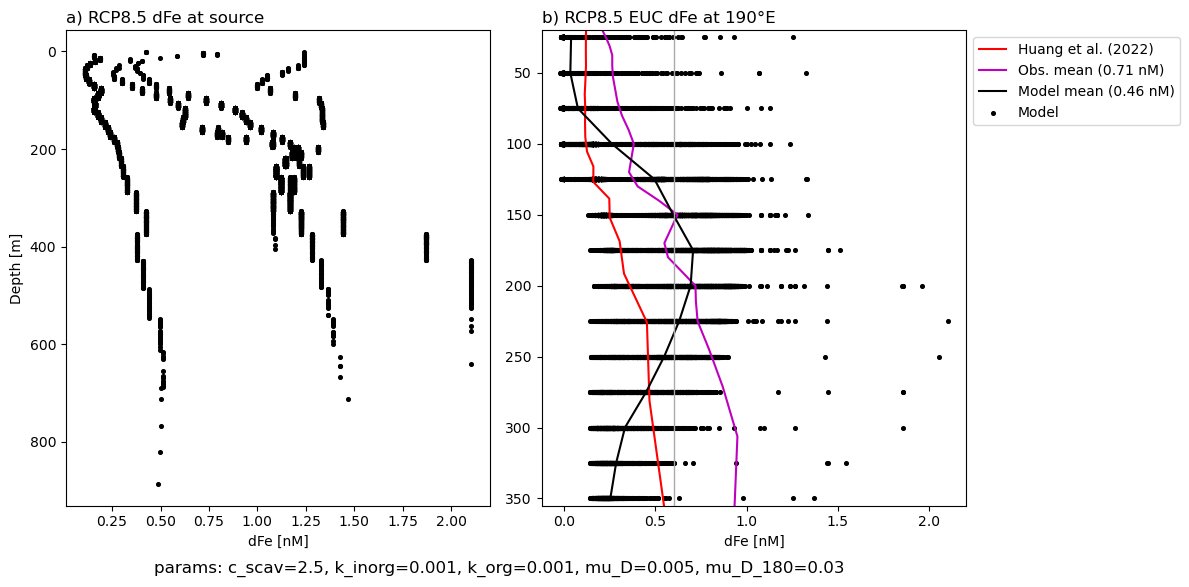 a) RCP8.5 dFe at source
b) RCP8.5 EUC dFe at 190°E
Huang et al. (2022)
Obs. mean (0.71 nM)
Model mean (0.46 nM)
Model
Depth [m]
0
200
400
600
800
0.25
0.50
0.75
1.00
1.25
1.50
1.75
2.00
dFe [nM]
50
100
150
200
250
300
350
0.0
0.5
1.0
1.5
2.0
dFe [nM]
params: c_scav=2.5, k_inorg=0.001, k_org=0.001, mu_D=0.005, mu_D_180=0.03